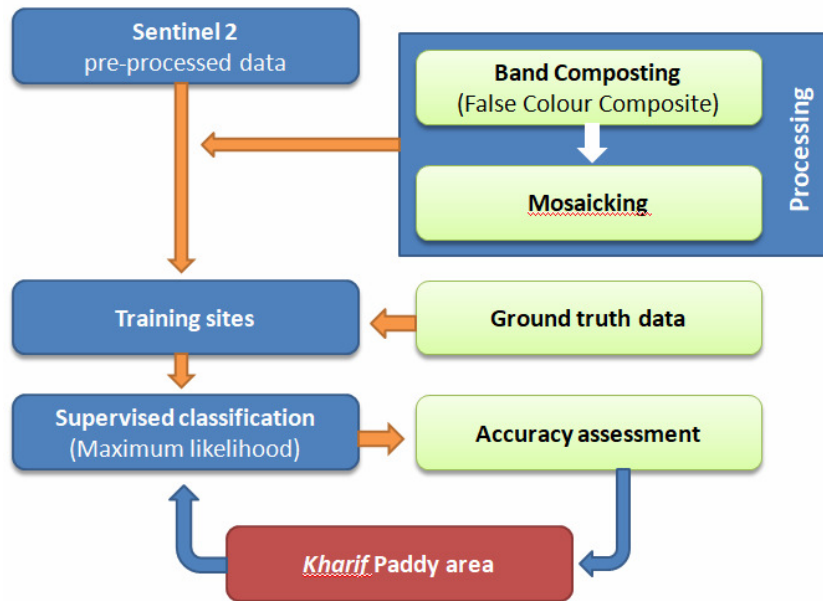 Sentinel 2
pre-processed data
Band Composting
(False Colour Composite)
Mosaicking
Processing
Training sites
Ground truth data
Supervised classification
(Maximum likelihood)
Accuracy assessment
Kharif Paddy area